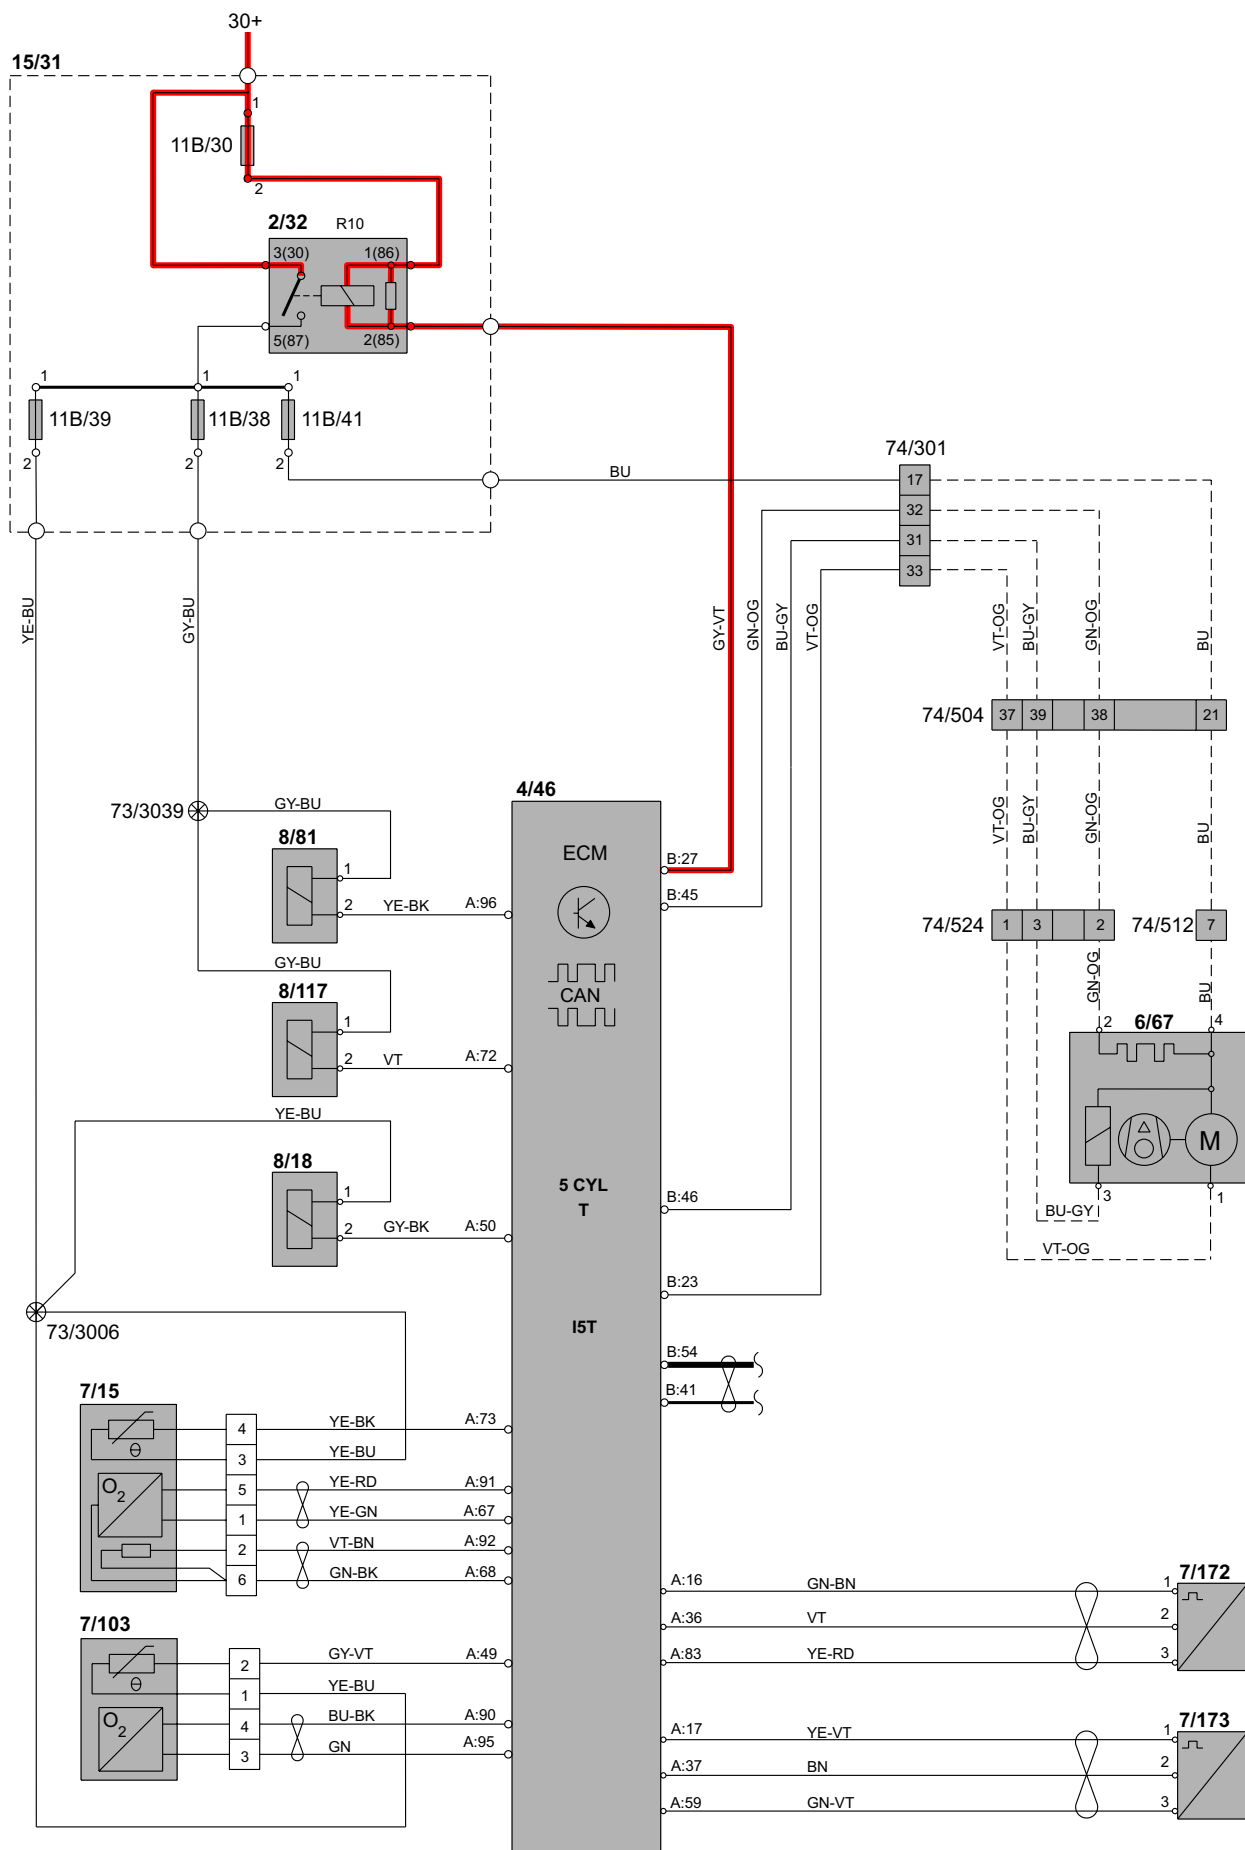 30+
15/31
1
11B/30
2
2/32 R10
3(30) 1(86)
5(87) 2(85)
1 1 1
11B/39 11B/38 11B/41
2 2 2
74/301
BU
17
32
31
33
YE-BU
GY-BU
GY-VT
GN-OG
BU-GY
VT-OG
VT-OG
BU-GY
GN-OG
BU
74/504 37 39 38 21
4/46
73/3039
GY-BU
8/81
1
2 YE-BK A:96
ECM
B:27
B:45
VT-OG
BU-GY
GN-OG
BU
74/524 1 3 2 74/512 7
GN-OG
BU
GY-BU
8/117
CAN
1
2 VT A:72
2 6/67 4
M
3 1
BU-GY
VT-OG
YE-BU
8/18
1
2 GY-BK A:50
5 CYL
T
B:46
B:23
I5T
73/3006
B:54
B:41
7/15
4 YE-BK A:73
θ 3 YE-BU
O2 5 YE-RD A:91
1 YE-GN A:67
2 VT-BN A:92
6 GN-BK A:68
7/103
2 GY-VT A:49
θ 1 YE-BU
O2 4 BU-BK A:90
3 GN A:95
7/172
A:16 GN-BN 1
A:36 VT 2
A:83 YE-RD 3
7/173
A:17 YE-VT 1
A:37 BN 2
A:59 GN-VT 3